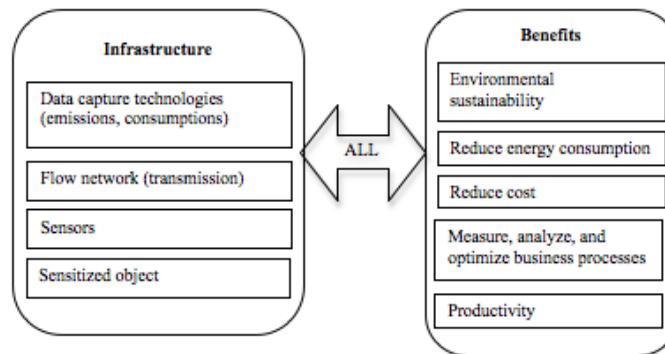 Infrastructure
Data capture technologies
(emissions, consumptions)
Flow network (transmission)
Sensors
Sensitized object
ALL
Benefits
Environmental
sustainability
Reduce energy consumption
Reduce cost
Measure, analyze, and
optimize business processes
Productivity